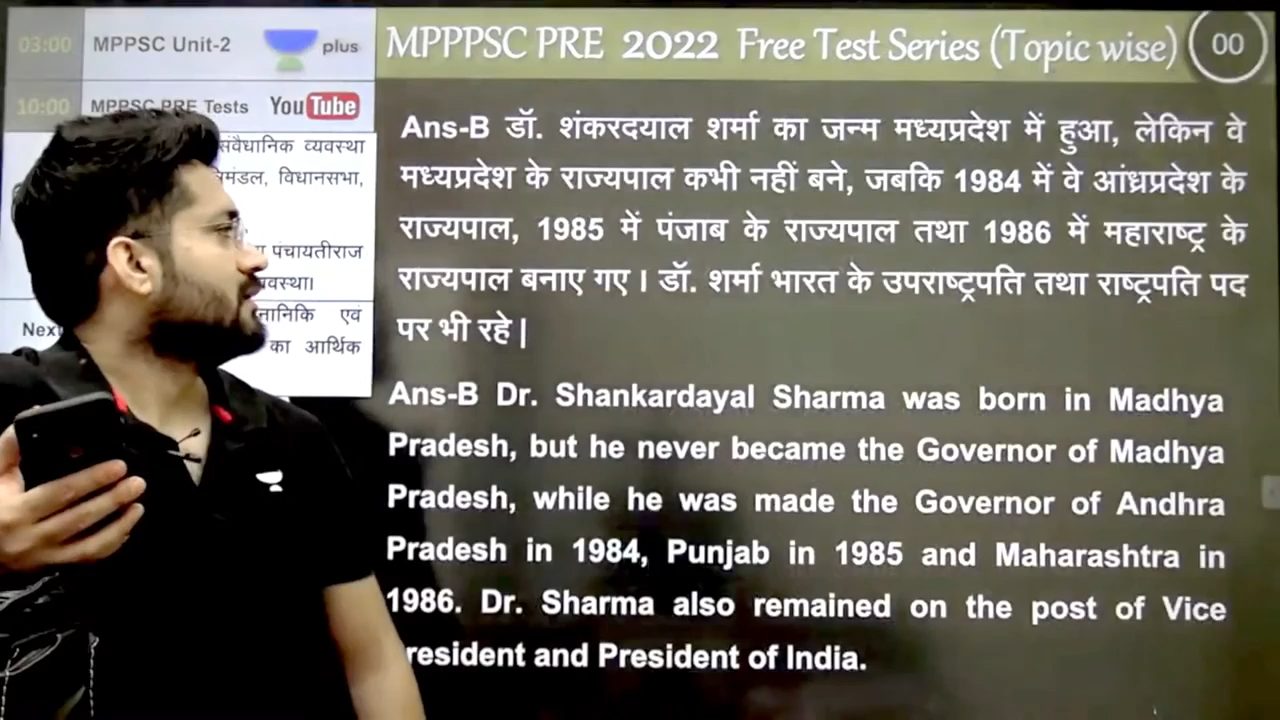 03:00 MPPSC Unit-2 plus
10:00 MPPSC PRE Tests YouTube
संवैधानिक व्यवस्था
विधानसभा,
पंचायतीराज
Next
एवं
का आर्थिक
MPPPSC PRE 2022 Free Test Series (Topic wise) 00
Ans-B डॉ. शंकरदयाल शर्मा का जन्म मध्यप्रदेश में हुआ, लेकिन वे
मध्यप्रदेश के राज्यपाल कभी नहीं बने, जबकि 1984 में वे आंध्रप्रदेश के
राज्यपाल, 1985 में पंजाब के राज्यपाल तथा 1986 में महाराष्ट्र के
राज्यपाल बनाए गए। डॉ. शर्मा भारत के उपराष्ट्रपति तथा राष्ट्रपति पद
पर भी रहे|
Ans-B Dr. Shankardayal Sharma was born in Madhya
Pradesh, but he never became the Governor of Madhya
Pradesh, while he was made the Governor of Andhra
Pradesh in 1984, Punjab in 1985 and Maharashtra in
1986. Dr. Sharma also remained on the post of Vice
resident and President of India.